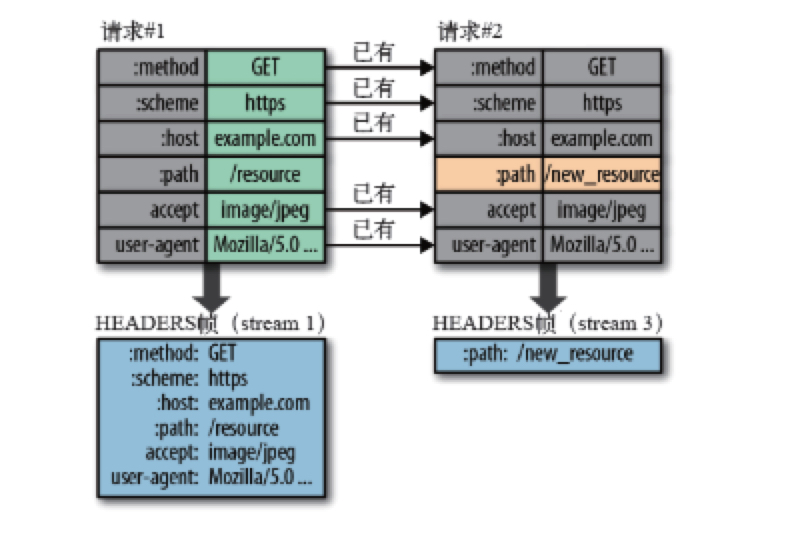 请求#1
请求#2
:method GET
已有
:method GET
:scheme https
已有
:scheme https
:host example.com
已有
:host example.com
:path /resource
:path /new_resource
accept image/jpeg
已有
accept image/jpeg
user-agent Mozilla/5.0 ...
已有
user-agent Mozilla/5.0 ...
HEADERS帧（stream 1）
HEADERS帧（stream 3）
:method: GET
:scheme: https
:host: example.com
:path: /resource
accept: image/jpeg
user-agent: Mozilla/5.0 ...
:path: /new_resource